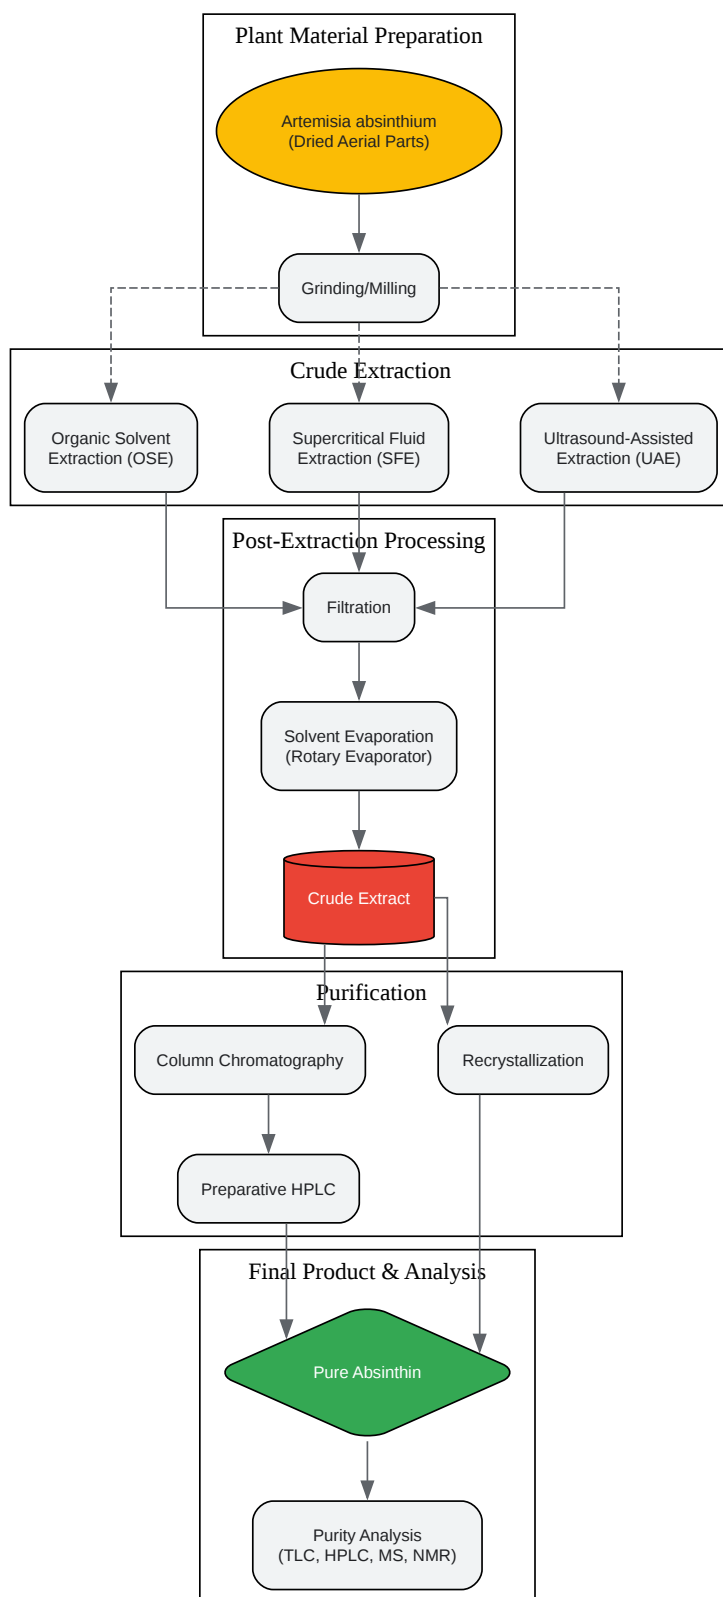 Plant Material Preparation
Artemisia absinthium
(Dried Aerial Parts)
Grinding/Milling
Crude Extraction
Organic Solvent
Extraction (OSE)
Supercritical Fluid
Extraction (SFE)
Ultrasound-Assisted
Extraction (UAE)
Post-Extraction Processing
Filtration
Solvent Evaporation
(Rotary Evaporator)
Crude Extract
Purification
Column Chromatography
Recrystallization
Preparative HPLC
Final Product & Analysis
Pure Absinthin
Purity Analysis
(TLC, HPLC, MS, NMR)